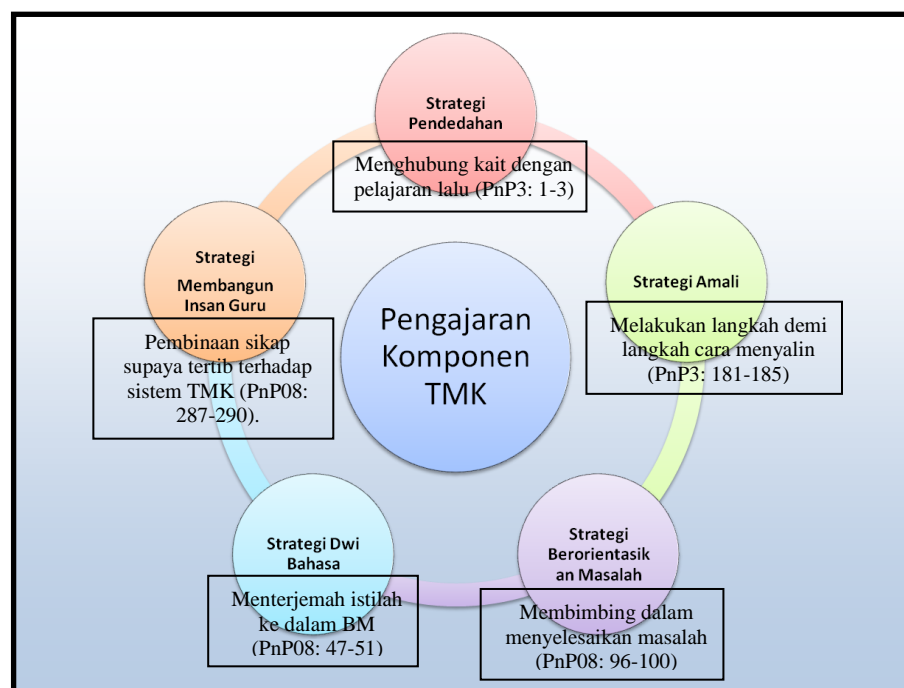 Strategi
Pendedahan
Menghubung kait dengan
pelajaran lalu (PnP3: 1-3)
Strategi Amali
Melakukan langkah demi
langkah cara menyalin
(PnP3: 181-185)
Strategi
Berorientasik
an Masalah
Membimbing dalam
menyelesaikan masalah
(PnP08: 96-100)
Strategi Dwi
Bahasa
Menterjemah istilah
ke dalam BM
(PnP08: 47-51)
Strategi
Membangun
Insan Guru
Pembinaan sikap
supaya tertib terhadap
sistem TMK (PnP08:
287-290).
Pengajaran
Komponen
TMK